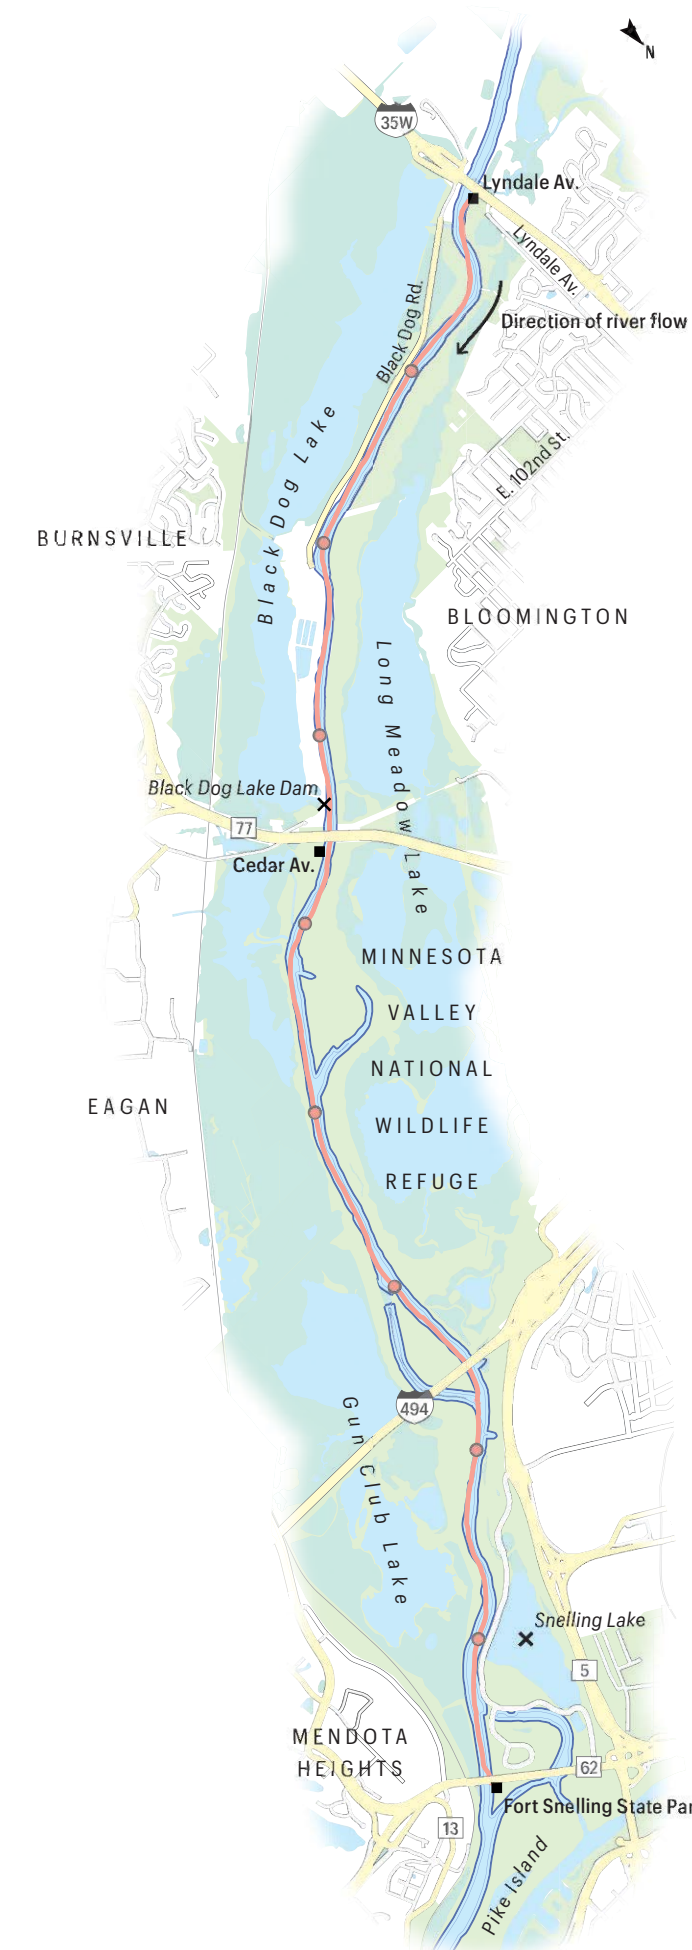 N
35W
Lyndale Av.
Lyndale Av.
Direction of river flow
Black Dog Rd.
Black Dog Lake
E. 102nd St.
BURNSVILLE
BLOOMINGTON
Long Meadow Lake
Black Dog Lake Dam
77
Cedar Av.
MINNESOTA
VALLEY
NATIONAL
WILDLIFE
REFUGE
EAGAN
494
Gun Club Lake
Snelling Lake
5
MENDOTA
HEIGHTS
62
Fort Snelling State Par
13
Pike Island